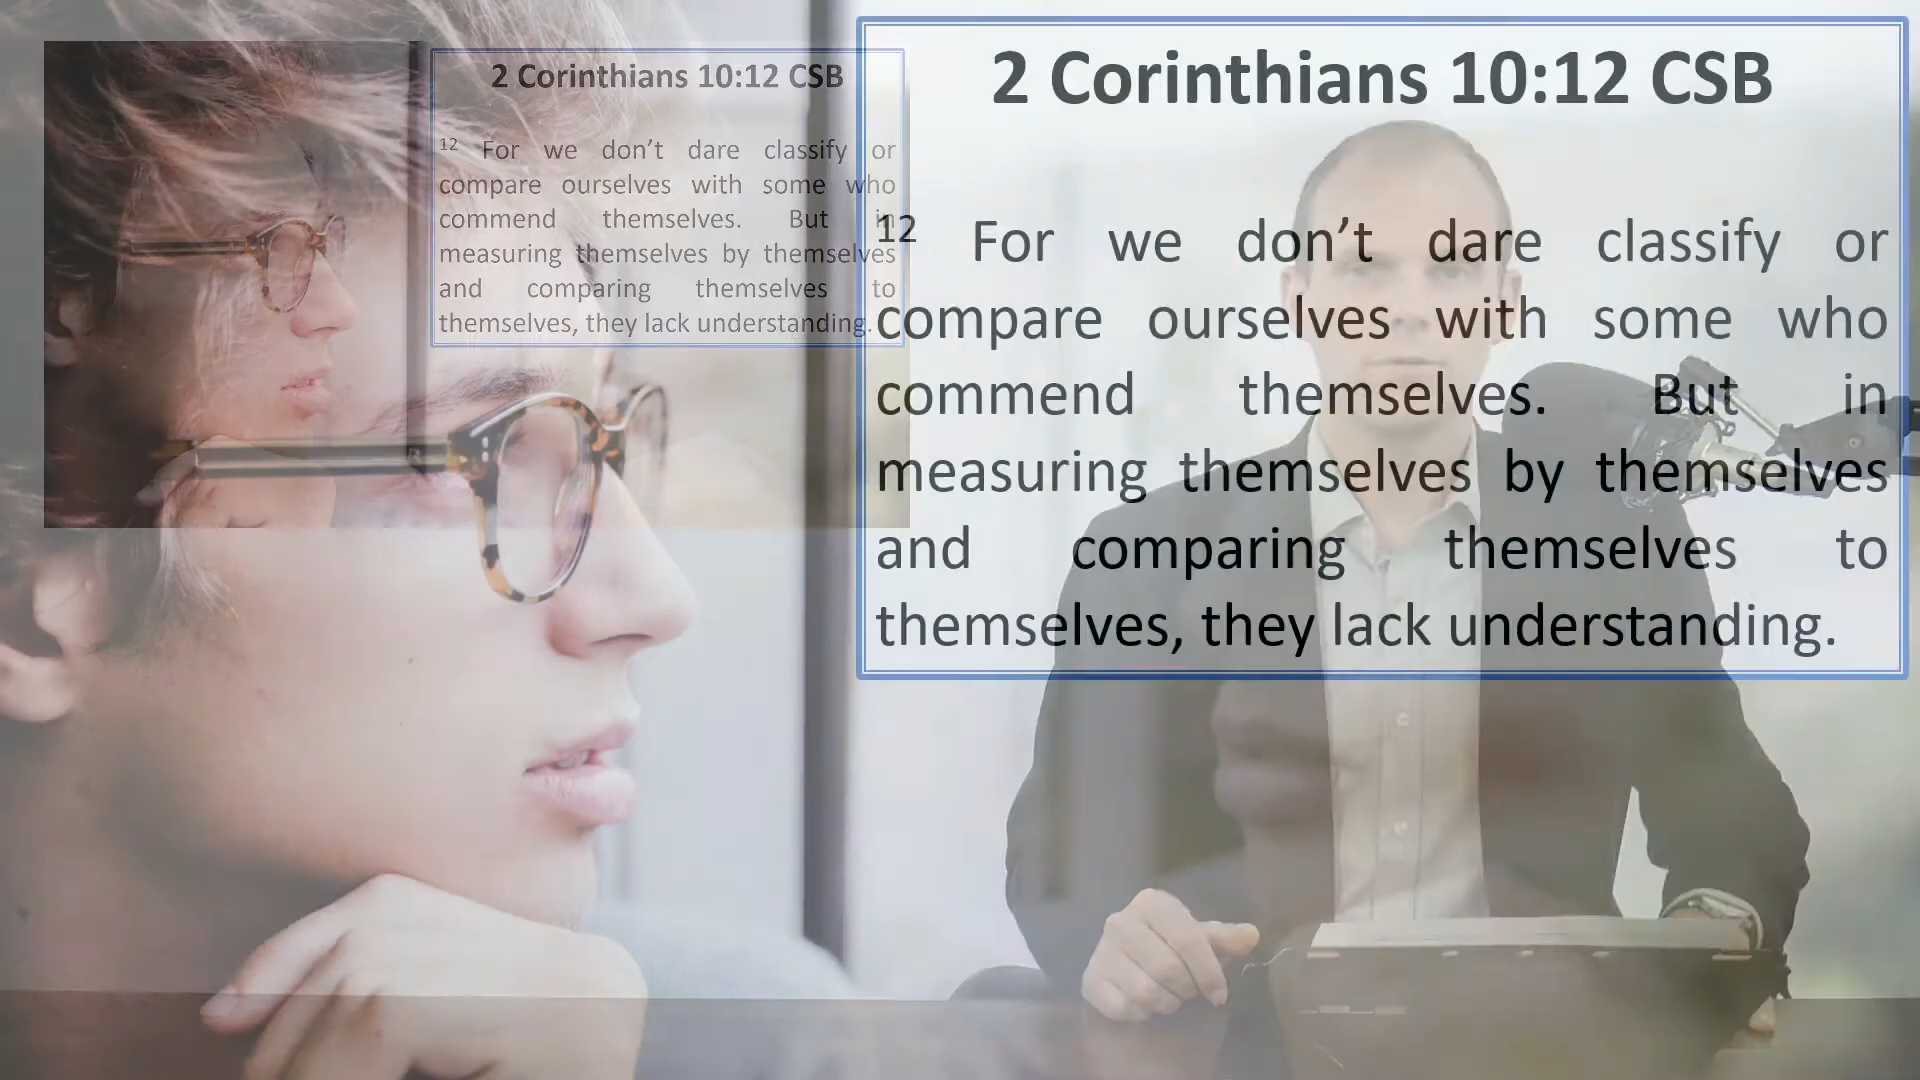 2 Corinthians 10:12 CSB
12 For we don’t dare classify or
compare ourselves with some who
commend themselves. But in
measuring themselves by themselves
and comparing themselves to
themselves, they lack understanding.
2 Corinthians 10:12 CSB
12 For we don’t dare classify or
compare ourselves with some who
commend themselves. But in
measuring themselves by themselves
and comparing themselves to
themselves, they lack understanding.